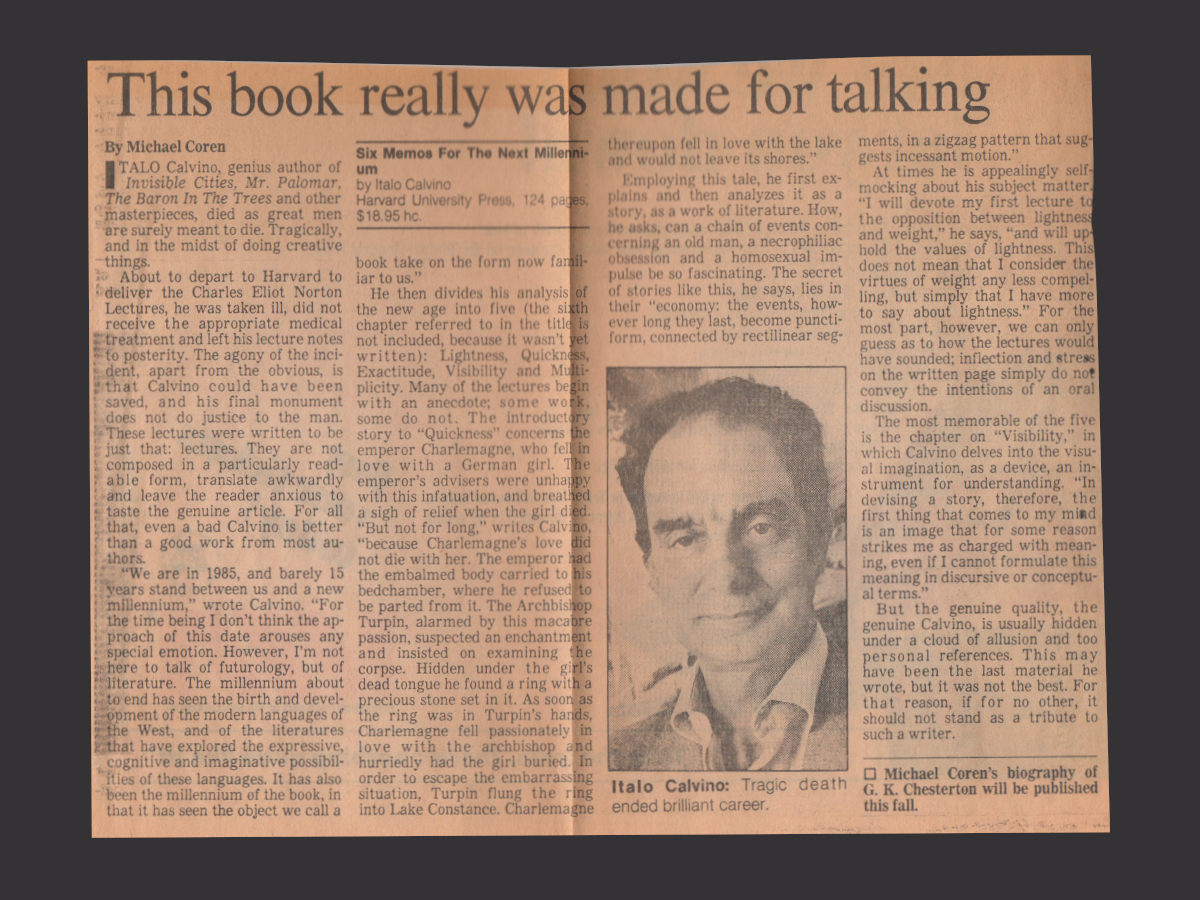 This book really was made for talking
By Michael Coren
ITALO Calvino, genius author of
Invisible Cities, Mr. Palomar,
The Baron In The Trees and other
masterpieces, died as great men
are surely meant to die. Tragically,
and in the midst of doing creative
things.
About to depart to Harvard to
deliver the Charles Eliot Norton
Lectures, he was taken ill, did not
receive the appropriate medical
treatment and left his lecture notes
to posterity. The agony of the inci-
dent, apart from the obvious, is
that Calvino could have been
saved, and his final monument
does not do justice to the man.
These lectures were written to be
just that: lectures. They are not
composed in a particularly read-
able form, translate awkwardly
and leave the reader anxious to
taste the genuine article. For all
that, even a bad Calvino is better
than a good work from most au-
thors.
"We are in 1985, and barely 15
years stand between us and a new
millennium," wrote Calvino. "For
the time being I don't think the ap-
proach of this date arouses any
special emotion. However, I'm not
here to talk of futurology, but of
literature. The millennium about
to end has seen the birth and devel-
opment of the modern languages of
the West, and of the literatures
that have explored the expressive,
cognitive and imaginative possibil-
ities of these languages. It has also
been the millennium of the book, in
that it has seen the object we call a
Six Memos For The Next Millenni-
um
by Italo Calvino
Harvard University Press, 124 pages,
$18.95 hc.
book take on the form now famil-
iar to us."
He then divides his analysis of
the new age into five (the sixth
chapter referred to in the title is
not included, because it wasn't yet
written): Lightness, Quickness,
Exactitude, Visibility and Multi-
plicity. Many of the lectures begin
with an anecdote; some work,
some do not. The introductory
story to "Quickness" concerns the
emperor Charlemagne, who fell in
love with a German girl. The
emperor's advisers were unhappy
with this infatuation, and breathed
a sigh of relief when the girl died.
"But not for long," writes Calvino,
"because Charlemagne's love did
not die with her. The emperor had
the embalmed body carried to his
bedchamber, where he refused to
be parted from it. The Archbishop
Turpin, alarmed by this macabre
passion, suspected an enchantment
and insisted on examining the
corpse. Hidden under the girl's
dead tongue he found a ring with a
precious stone set in it. As soon as
the ring was in Turpin's hands,
Charlemagne fell passionately in
love with the archbishop and
hurriedly had the girl buried. In
order to escape the embarrassing
situation, Turpin flung the ring
into Lake Constance. Charlemagne
thereupon fell in love with the lake
and would not leave its shores."
Employing this tale, he first ex-
plains and then analyzes it as a
story, as a work of literature. How,
he asks, can a chain of events con-
cerning an old man, a necrophiliac
obsession and a homosexual im-
pulse be so fascinating. The secret
of stories like this, he says, lies in
their "economy: the events, how-
ever long they last, become puncti-
form, connected by rectilinear seg-
Italo Calvino: Tragic death
ended brilliant career.
ments, in a zigzag pattern that sug-
gests incessant motion."
At times he is appealingly self-
mocking about his subject matter.
"I will devote my first lecture to
the opposition between lightness
and weight," he says, "and will up-
hold the values of lightness. This
does not mean that I consider the
virtues of weight any less compel-
ling, but simply that I have more
to say about lightness." For the
most part, however, we can only
guess as to how the lectures would
have sounded; inflection and stress
on the written page simply do not
convey the intentions of an oral
discussion.
The most memorable of the five
is the chapter on "Visibility," in
which Calvino delves into the visu-
al imagination, as a device, an in-
strument for understanding. "In
devising a story, therefore, the
first thing that comes to my mind
is an image that for some reason
strikes me as charged with mean-
ing, even if I cannot formulate this
meaning in discursive or conceptu-
al terms."
But the genuine quality, the
genuine Calvino, is usually hidden
under a cloud of allusion and too
personal references. This may
have been the last material he
wrote, but it was not the best. For
that reason, if for no other, it
should not stand as a tribute to
such a writer.
☐ Michael Coren's biography of
G. K. Chesterton will be published
this fall.